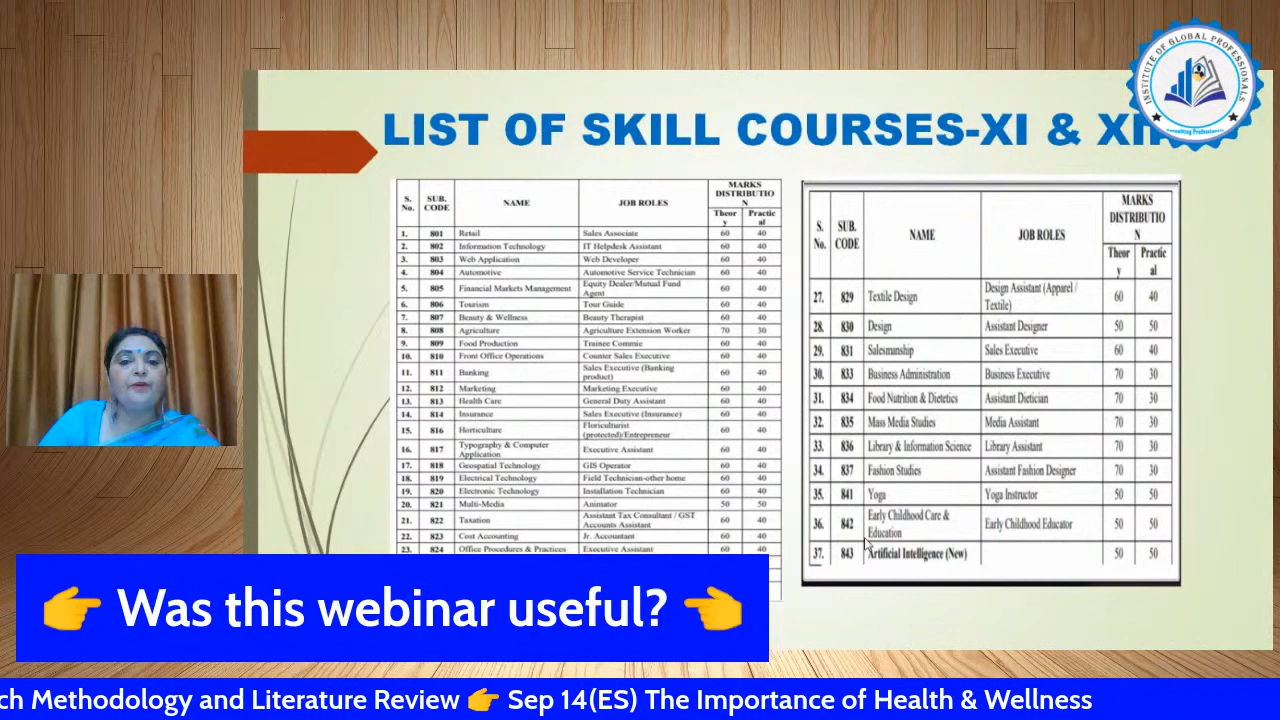 INSTITUTE OF GLOBAL PROFESSIONALS
Consulting Professionals
LIST OF SKILL COURSES-XI & XII
S. No. SUB. CODE NAME JOB ROLES MARKS DISTRIBUTIO N
Theor y Practic al
1. 801 Retail Sales Associate 60 40
2. 802 Information Technology IT Helpdesk Assistant 60 40
3. 803 Web Application Web Developer 60 40
4. 804 Automotive Automotive Service Technician 60 40
5. 805 Financial Markets Management Equity Dealer/Mutual Fund Agent 60 40
6. 806 Tourism Tour Guide 60 40
7. 807 Beauty & Wellness Beauty Therapist 60 40
8. 808 Agriculture Agriculture Extension Worker 70 30
9. 809 Food Production Trainee Commie 60 40
10. 810 Front Office Operations Counter Sales Executive 60 40
11. 811 Banking Sales Executive (Banking product) 60 40
12. 812 Marketing Marketing Executive 60 40
13. 813 Health Care General Duty Assistant 60 40
14. 814 Insurance Sales Executive (Insurance) 60 40
15. 816 Horticulture Floriculturist (protected)/Entrepreneur 60 40
16. 817 Typography & Computer Application Executive Assistant 60 40
17. 818 Geospatial Technology GIS Operator 60 40
18. 819 Electrical Technology Field Technician-other home 60 40
19. 820 Electronic Technology Installation Technician 60 40
20. 821 Multi-Media Animator 50 50
21. 822 Taxation Assistant Tax Consultant / GST Accounts Assistant 60 40
22. 823 Cost Accounting Jr. Accountant 60 40
23. 824 Office Procedures & Practices Executive Assistant 60 40
S. No. SUB. CODE NAME JOB ROLES MARKS DISTRIBUTIO N
Theor y Practic al
27. 829 Textile Design Design Assistant (Apparel / Textile) 60 40
28. 830 Design Assistant Designer 50 50
29. 831 Salesmanship Sales Executive 60 40
30. 833 Business Administration Business Executive 70 30
31. 834 Food Nutrition & Dietetics Assistant Dietician 70 30
32. 835 Mass Media Studies Media Assistant 70 30
33. 836 Library & Information Science Library Assistant 70 30
34. 837 Fashion Studies Assistant Fashion Designer 70 30
35. 841 Yoga Yoga Instructor 50 50
36. 842 Early Childhood Care & Education Early Childhood Educator 50 50
37. 843 Artificial Intelligence (New) 50 50
👉 Was this webinar useful? 👈
ch Methodology and Literature Review 👉 Sep 14(ES) The Importance of Health & Wellness